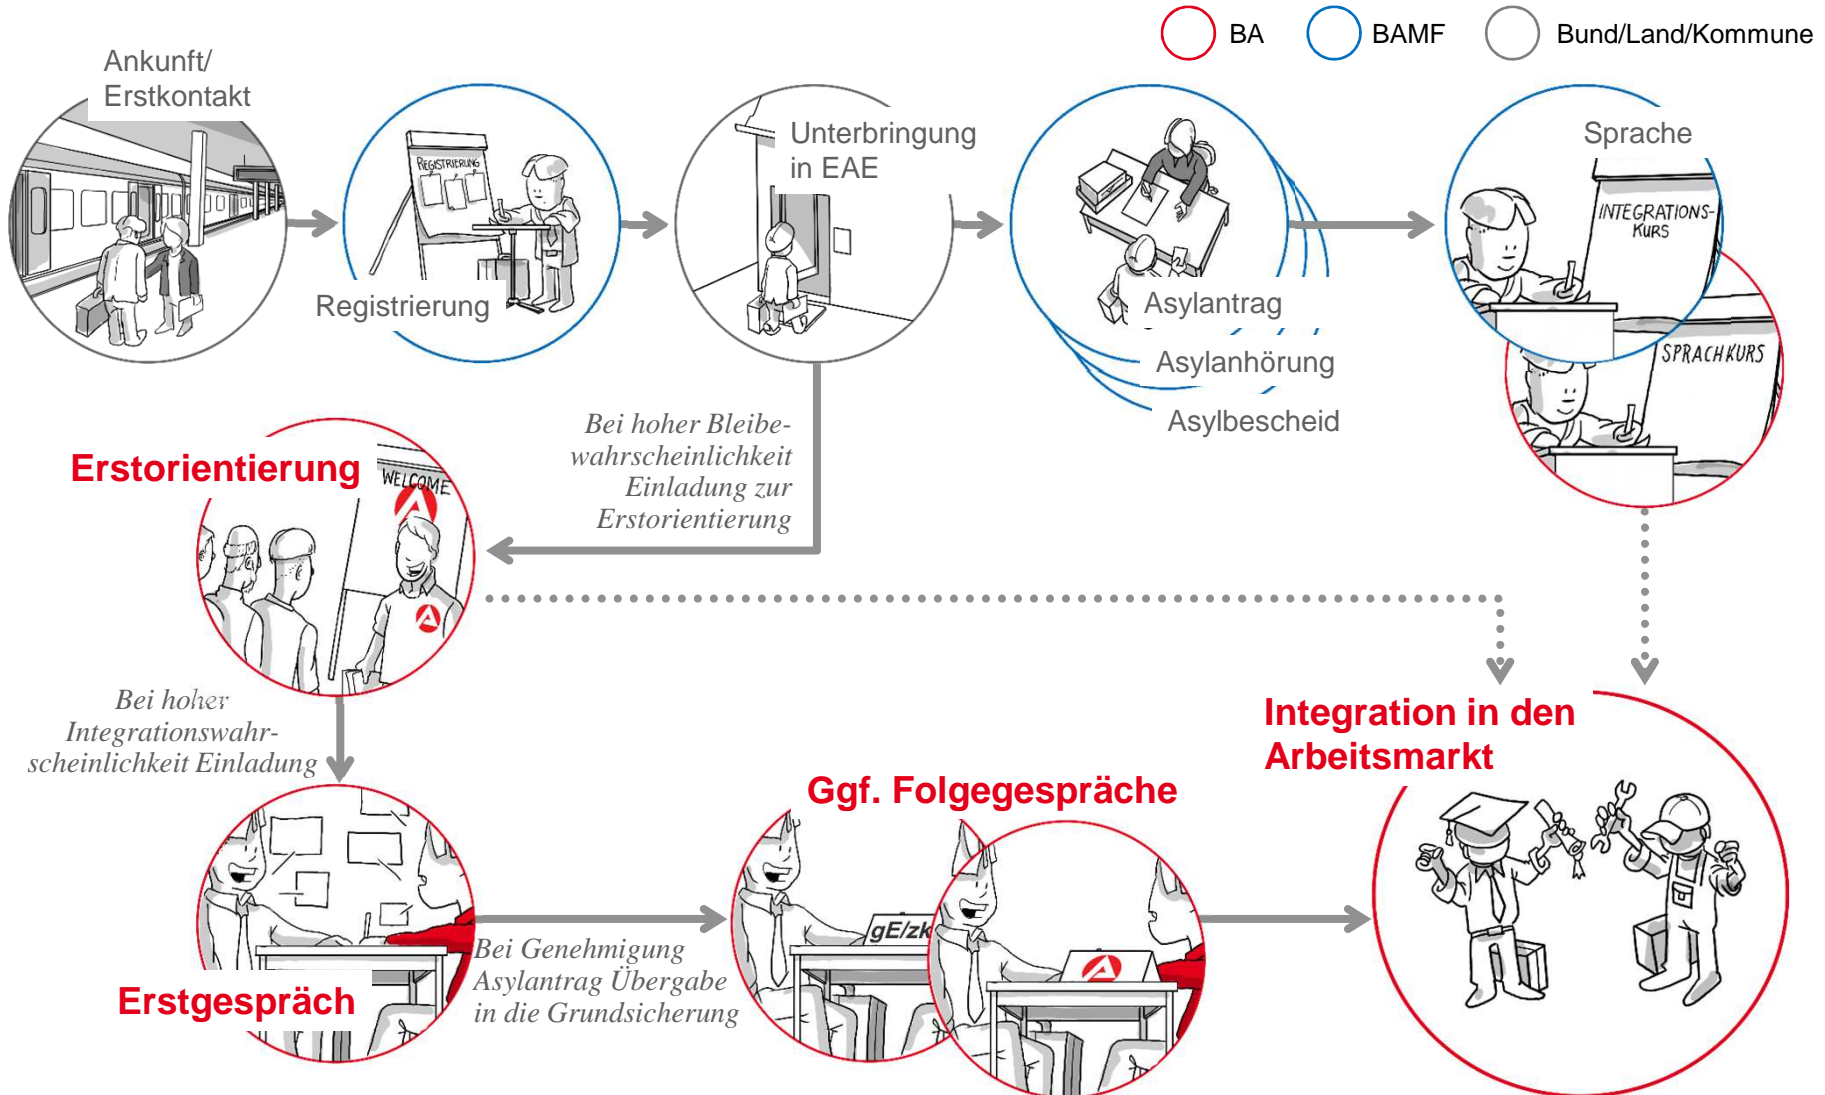 BA
BAMF
Bund/Land/Kommune
Ankunft/
Erstkontakt
REGISTRIERUNG
Registrierung
Unterbringung
in EAE
Asylantrag
Asylanhörung
Asylbescheid
Sprache
INTEGRATIONS-
KURS
SPRACHKURS
Bei hoher Bleibe-
wahrscheinlichkeit
Einladung zur
Erstorientierung
Erstorientierung
WELCOME
Bei hoher
Integrationswahr-
scheinlichkeit Einladung
Erstgespräch
Bei Genehmigung
Asylantrag Übergabe
in die Grundsicherung
Ggf. Folgegespräche
gE/zk
Integration in den
Arbeitsmarkt